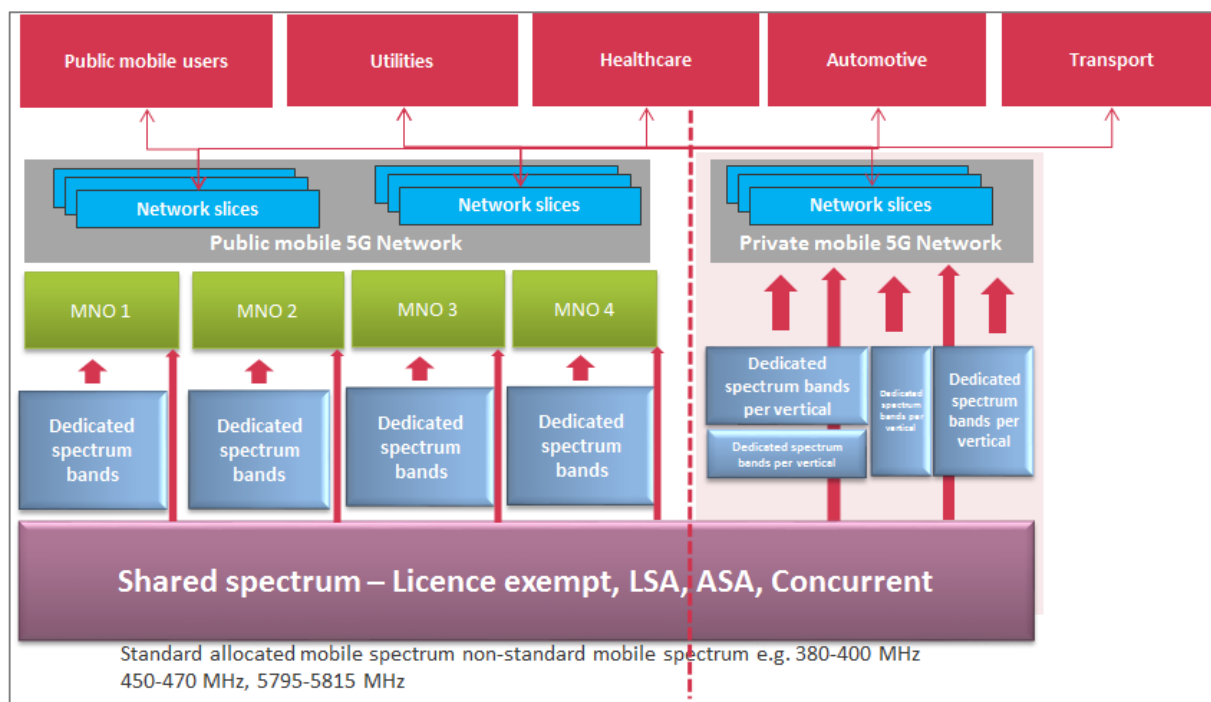 Public mobile users
Utilities
Healthcare
Automotive
Transport
Network slices
Network slices
Public mobile 5G Network
Network slices
Private mobile 5G Network
MNO 1
MNO 2
MNO 3
MNO 4
Dedicated
spectrum
bands
Dedicated
spectrum
bands
Dedicated
spectrum
bands
Dedicated
spectrum
bands
Dedicated
spectrum bands
per vertical
Dedicated spectrum
bands per vertical
Dedicated
spectrum
bands per
vertical
Dedicated
spectrum
bands per
vertical
Shared spectrum – Licence exempt, LSA, ASA, Concurrent
Standard allocated mobile spectrum non-standard mobile spectrum e.g. 380-400 MHz
450-470 MHz, 5795-5815 MHz